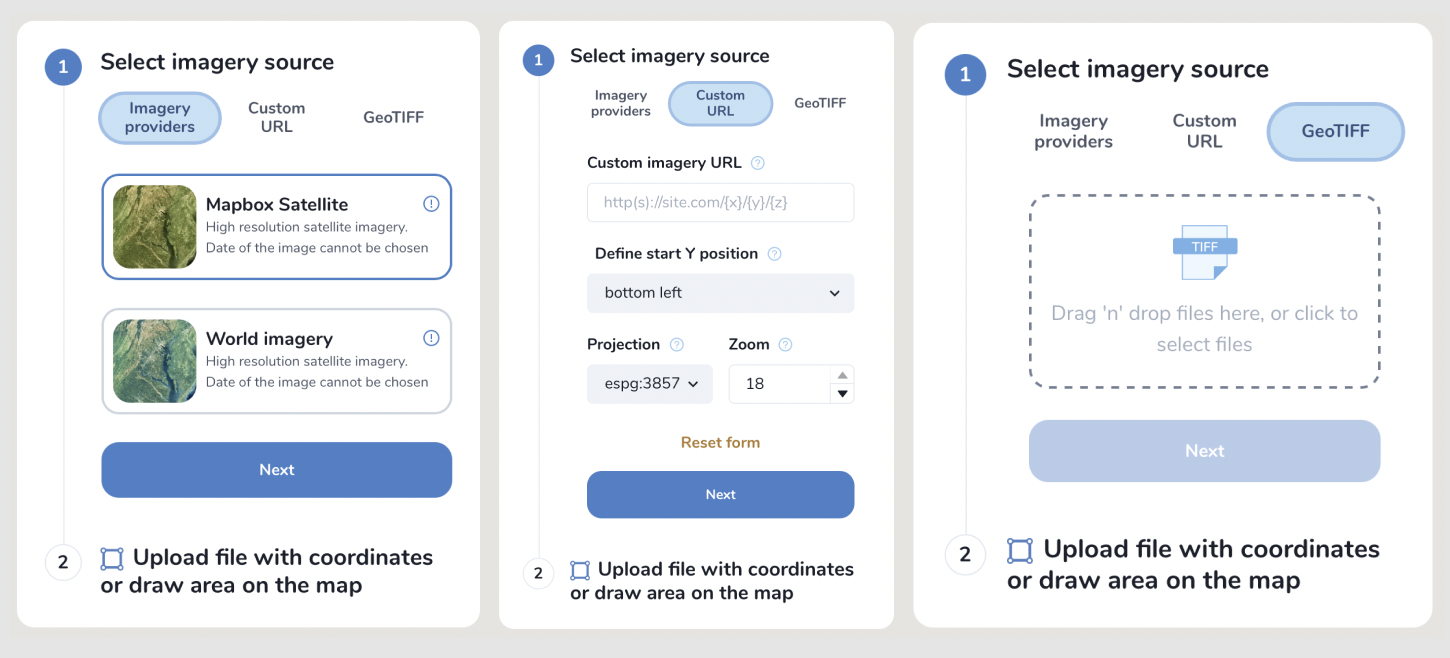 1
Select imagery source
Imagery
providers
Custom
URL
GeoTIFF
Mapbox Satellite
High resolution satellite imagery.
Date of the image cannot be chosen
World imagery
High resolution satellite imagery.
Date of the image cannot be chosen
Next
2
Upload file with coordinates
or draw area on the map
1
Select imagery source
Imagery
providers
Custom
URL
GeoTIFF
Custom imagery URL ?
http(s)://site.com/{x}/{y}/{z}
Define start Y position ?
bottom left
Projection ?
Zoom ?
espg:3857
18
Reset form
Next
2
Upload file with coordinates
or draw area on the map
1
Select imagery source
Imagery
providers
Custom
URL
GeoTIFF
TIFF
Drag 'n' drop files here, or click to
select files
Next
2
Upload file with coordinates
or draw area on the map